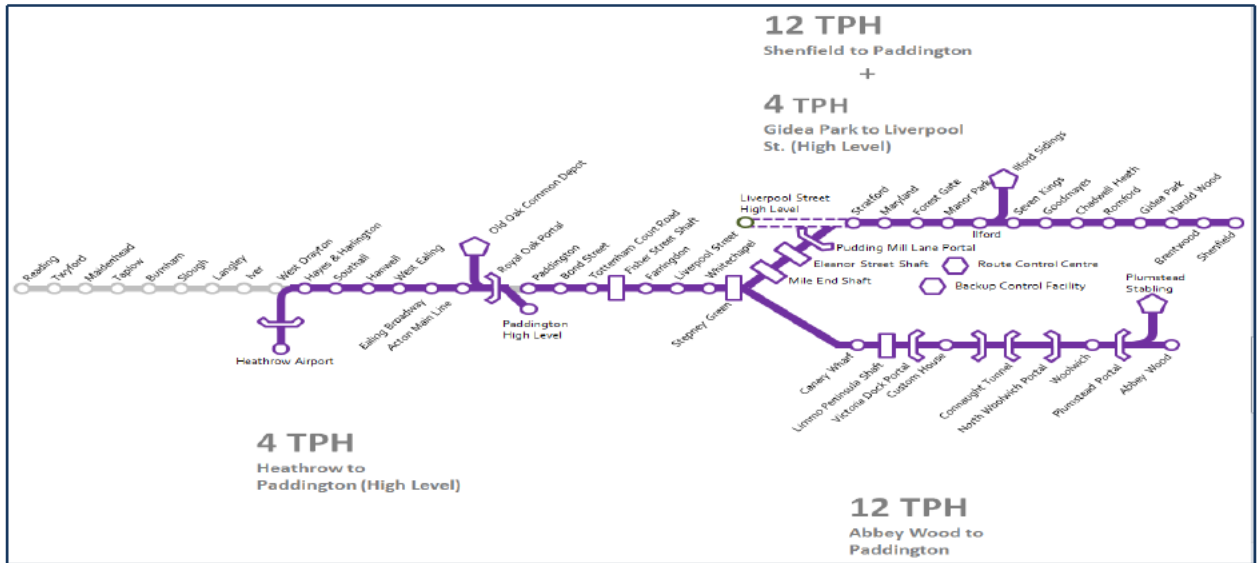 12 TPH
Shenfield to Paddington
+
4 TPH
Gidea Park to Liverpool
St. (High Level)
Reading
Twyford
Maidenhead
Taplow
Burnham
Slough
Langley
Iver
West Drayton
Hayes & Harlington
Southall
Hanwell
West Ealing
Ealing Broadway
Acton Main Line
Old Oak Common Depot
Royal Oak Portal
Paddington
Bond Street
Tottenham Court Road
Fisher Street Shaft
Farringdon
Liverpool Street
Whitechapel
Stepney Green
Heathrow Airport
Paddington
High Level
Liverpool Street
High Level
Stratford
Maryland
Forest Gate
Manor Park
Ilford
Ilford Sidings
Seven Kings
Goodmayes
Chadwell Heath
Romford
Gidea Park
Harold Wood
Brentwood
Shenfield
Pudding Mill Lane Portal
Eleanor Street Shaft
Mile End Shaft
Route Control Centre
Backup Control Facility
Plumstead
Stabling
Canary Wharf
Limmo Peninsula Shaft
Victoria Dock Portal
Custom House
Connaught Tunnel
North Woolwich Portal
Woolwich
Plumstead Portal
Abbey Wood
4 TPH
Heathrow to
Paddington (High Level)
12 TPH
Abbey Wood to
Paddington